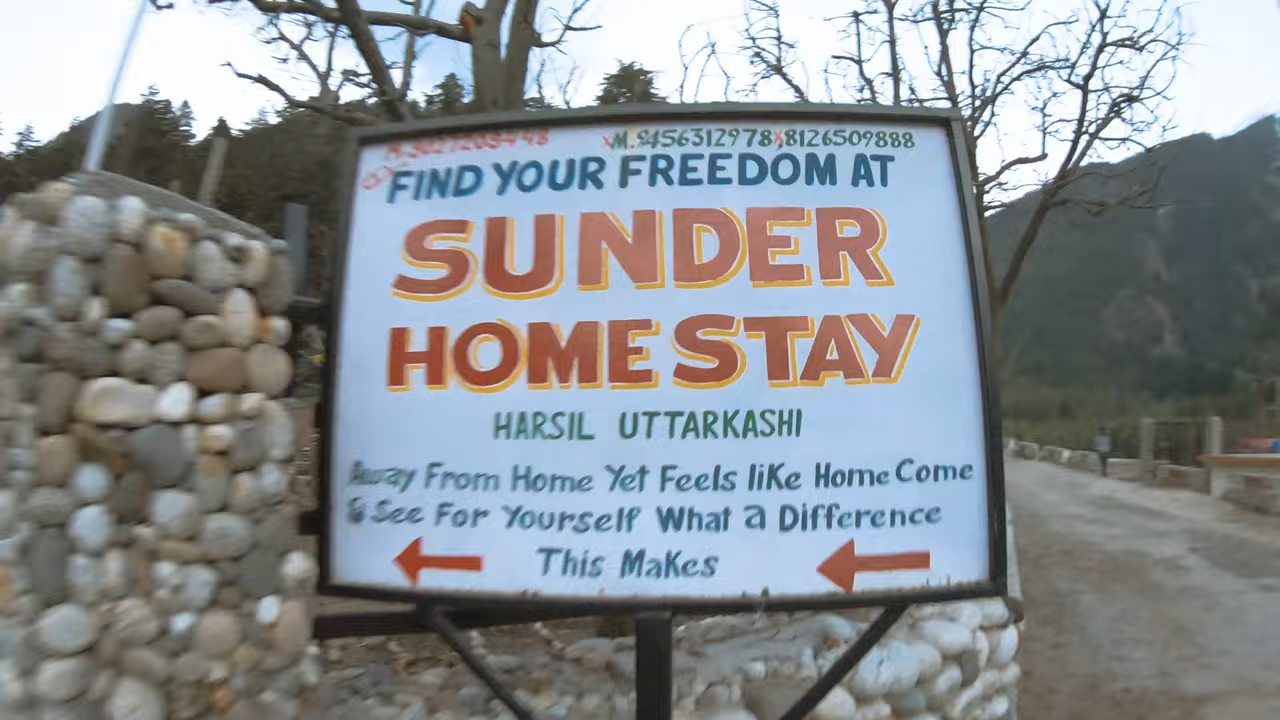 M. 9456312978, 8126509888
FIND YOUR FREEDOM AT
SUNDER
HOME STAY
HARSIL UTTARKASHI
Away From Home Yet Feels liKe Home Come
& See For Yourself What a Difference
This MaKes